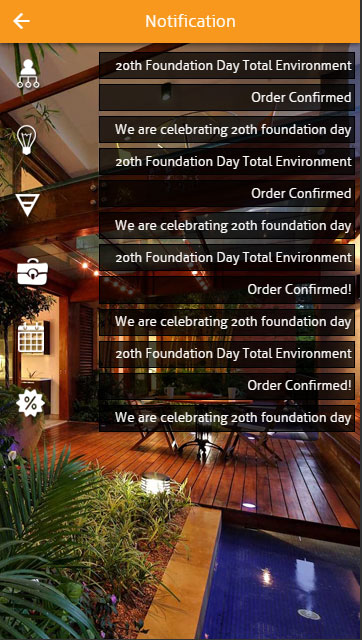 Notification
20th Foundation Day Total Environment
Order Confirmed
We are celebrating 20th foundation day
20th Foundation Day Total Environment
Order Confirmed
We are celebrating 20th foundation day
20th Foundation Day Total Environment
Order Confirmed!
We are celebrating 20th foundation day
20th Foundation Day Total Environment
Order Confirmed!
We are celebrating 20th foundation day